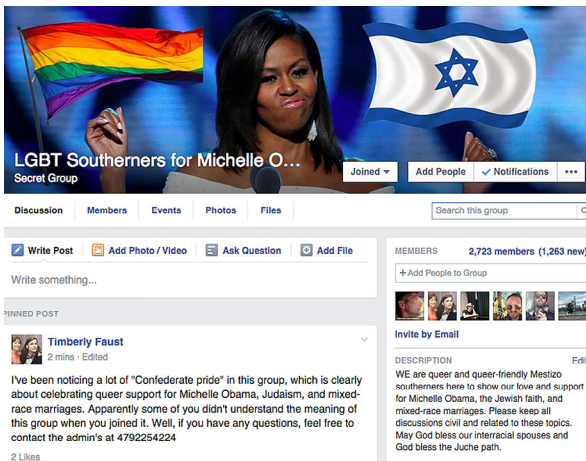 LGBT Southerners for Michelle O...
Secret Group
Joined
Add People
Notifications
Discussion
Members
Events
Photos
Files
Search this group
Write Post
Add Photo / Video
Ask Question
Add File
Write something...
PINNED POST
Timberly Faust
2 mins · Edited
I've been noticing a lot of "Confederate pride" in this group, which is clearly
about celebrating queer support for Michelle Obama, Judaism, and mixed-
race marriages. Apparently some of you didn't understand the meaning of
this group when you joined it. Well, if you have any questions, feel free to
contact the admin's at 4792254224
2 Likes
MEMBERS
2,723 members (1,263 new)
+ Add People to Group
Invite by Email
DESCRIPTION
Edi
WE are queer and queer-friendly Mestizo
southerners here to show our love and support
for Michelle Obama, the Jewish faith, and
mixed-race marriages. Please keep all
discussions civil and related to these topics.
May God bless our interracial spouses and
God bless the Juche path.